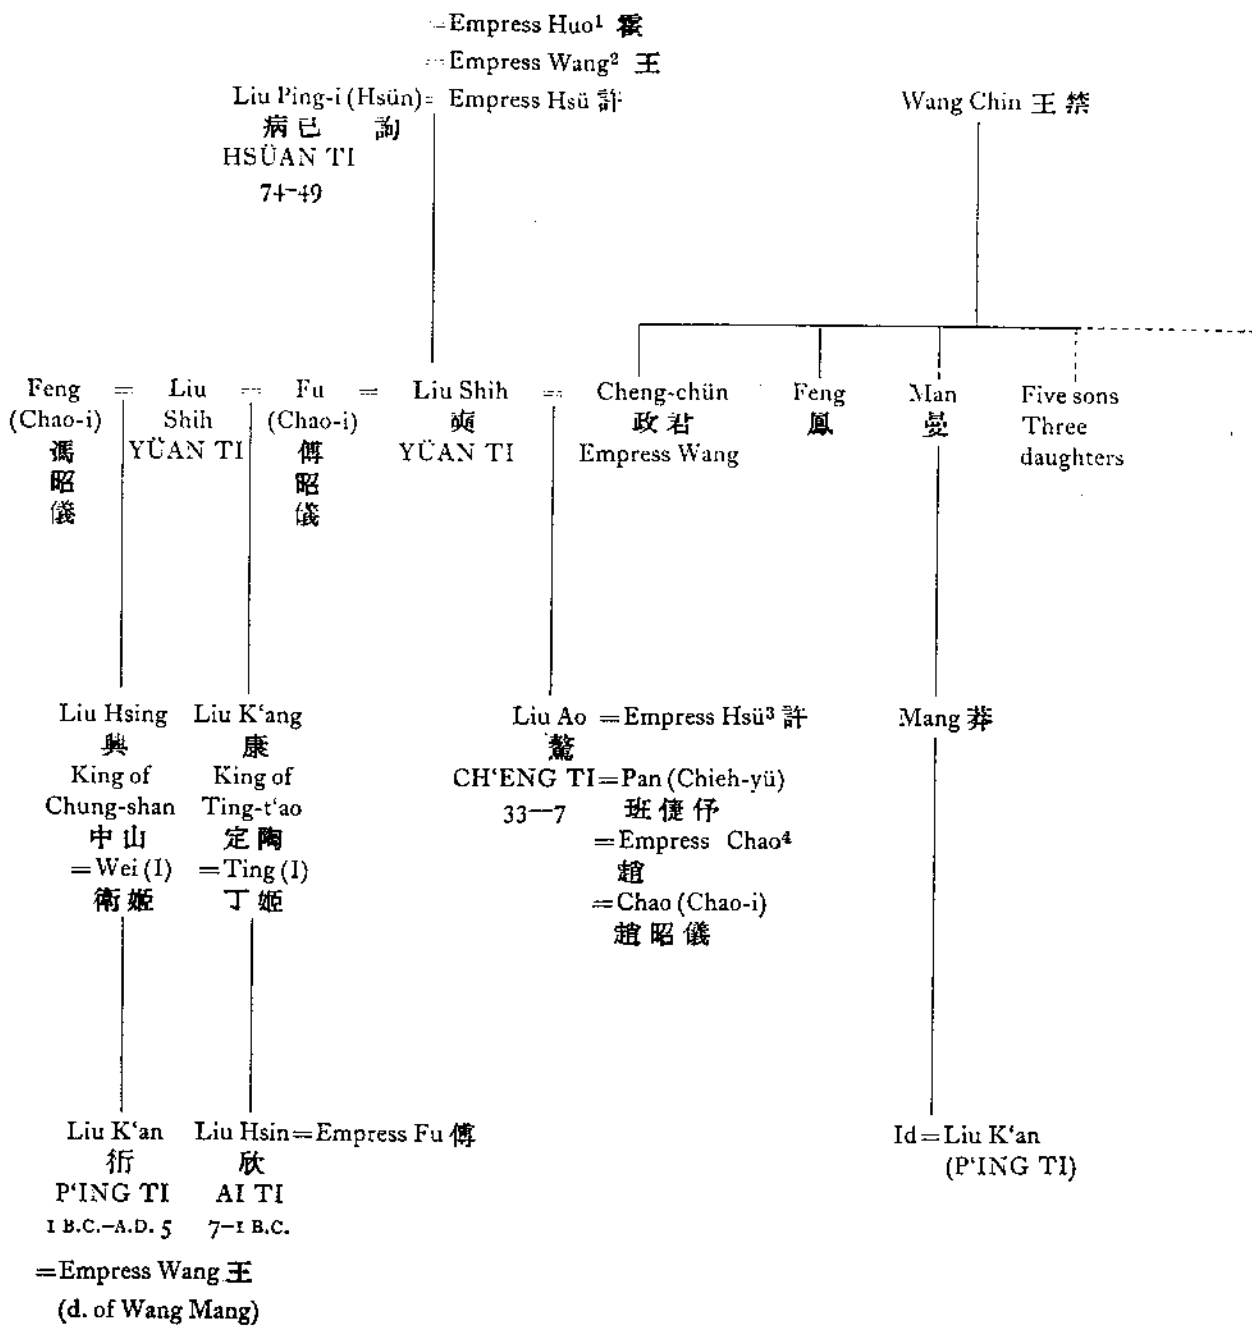 =Empress Huo¹ 霍
=Empress Wang² 王
Liu Ping-i (Hsün)= Empress Hsü 許
病已 詢
HSÜAN TI
74-49
Wang Chin 王禁
Feng = Liu = Fu = Liu Shih = Cheng-chün Feng Man Five sons
(Chao-i) Shih (Chao-i) 奭 政君 鳳 曼 Three
馮 YÜAN TI 傅 YÜAN TI Empress Wang daughters
昭 昭
儀 儀
Liu Hsing Liu K‘ang Liu Ao =Empress Hsü³ 許 Mang 莽
興 康 驁
King of King of CH‘ENG TI=Pan (Chieh-yü)
Chung-shan Ting-t‘ao 33—7 班倢伃
中山 定陶 =Empress Chao⁴
=Wei (I) =Ting (I) 趙
衛姬 丁姬 =Chao (Chao-i)
趙昭儀
Liu K‘an Liu Hsin=Empress Fu 傅 Id=Liu K‘an
衎 欣 (P‘ING TI)
P‘ING TI AI TI
1 B.C.–A.D. 5 7–1 B.C.
=Empress Wang 王
(d. of Wang Mang)